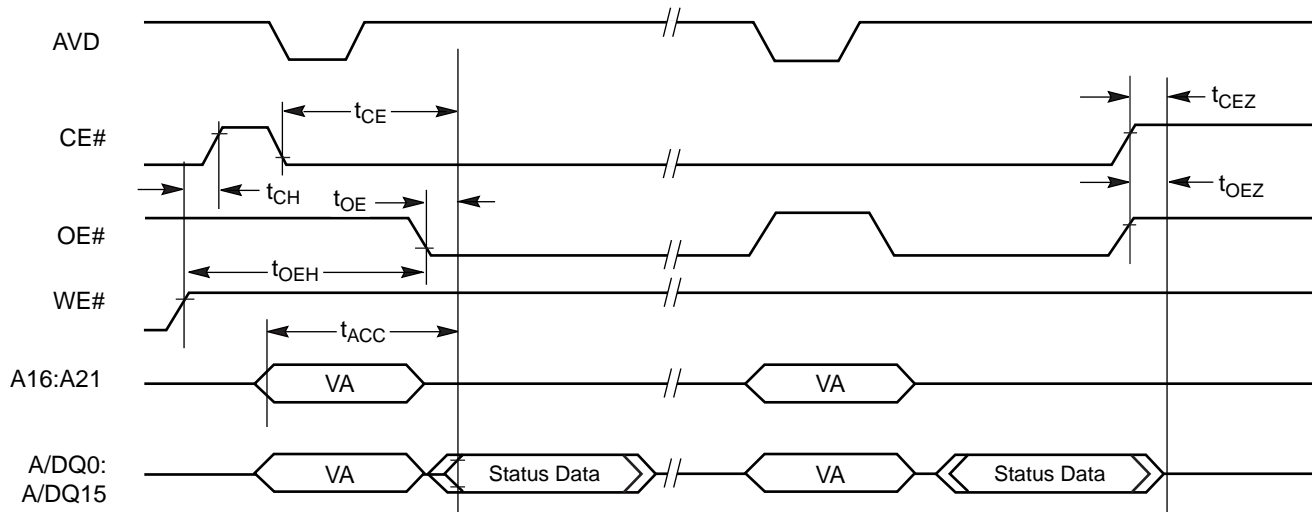 AVD
tCE
tCEZ
CE#
tCH
tOE
tOEZ
OE#
tOEH
WE#
tACC
A16:A21
VA
VA
A/DQ0:
A/DQ15
VA
Status Data
VA
Status Data